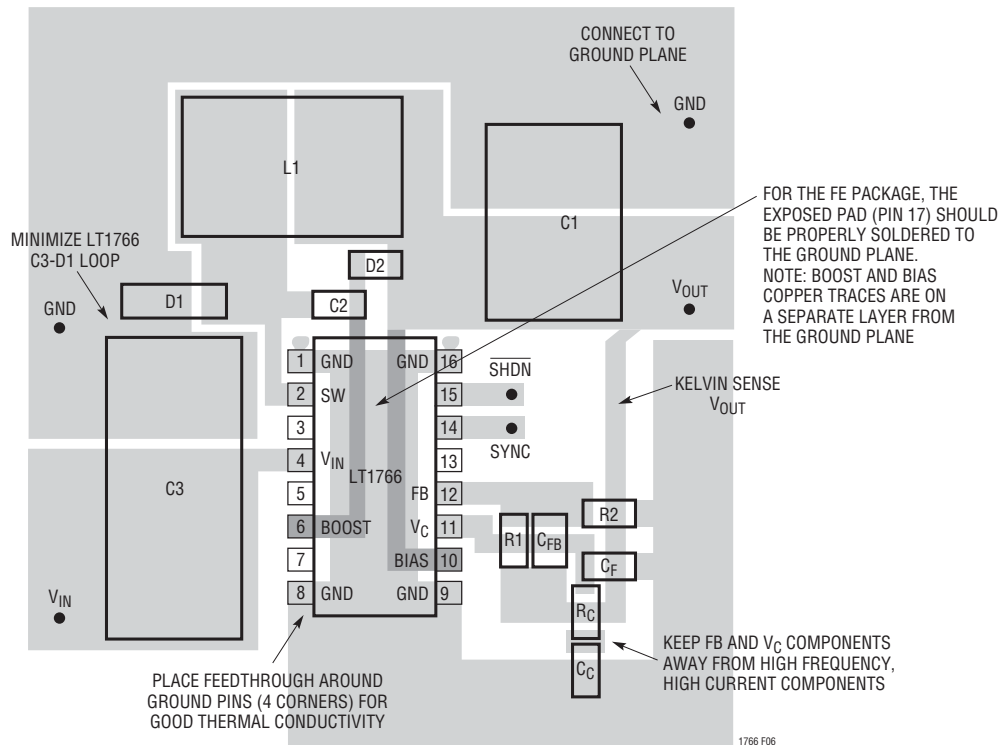 CONNECT TO
GROUND PLANE
GND
L1
C1
FOR THE FE PACKAGE, THE
EXPOSED PAD (PIN 17) SHOULD
BE PROPERLY SOLDERED TO
THE GROUND PLANE.
NOTE: BOOST AND BIAS
COPPER TRACES ARE ON
A SEPARATE LAYER FROM
THE GROUND PLANE
MINIMIZE LT1766
C3-D1 LOOP
D2
D1
C2
GND
VOUT
1 GND
GND 16
2 SW
15 SHDN
3
14 SYNC
4 VIN
13
LT1766
C3
5
FB 12
6 BOOST
VC 11
7
BIAS 10
8 GND
GND 9
KELVIN SENSE
VOUT
R1
CFB
R2
CF
RC
CC
VIN
KEEP FB AND VC COMPONENTS
AWAY FROM HIGH FREQUENCY,
HIGH CURRENT COMPONENTS
PLACE FEEDTHROUGH AROUND
GROUND PINS (4 CORNERS) FOR
GOOD THERMAL CONDUCTIVITY
1766 F06